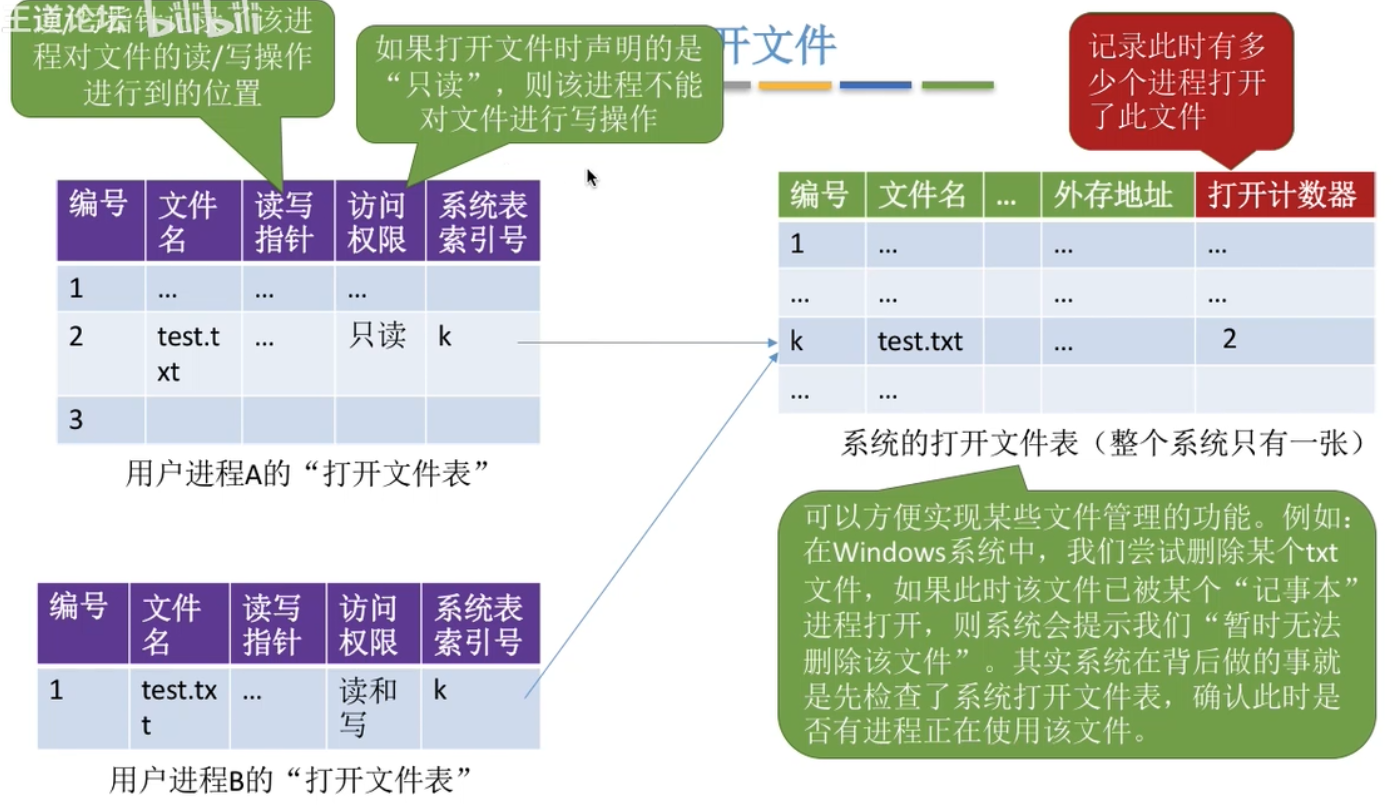 王道论坛 bilibili
该进
程对文件的读/写操作
进行到的位置
如果打开文件时声明的是
“只读”，则该进程不能
对文件进行写操作
开文件
记录此时有多
少个进程打开
了此文件
编号 文件名 读写指针 访问权限 系统表索引号
1 … … …
2 test.txt … 只读 k
3
用户进程A的“打开文件表”
编号 文件名 … 外存地址 打开计数器
1 … … …
… … … …
k test.txt … 2
… …
系统的打开文件表（整个系统只有一张）
可以方便实现某些文件管理的功能。例如：
在Windows系统中，我们尝试删除某个txt
文件，如果此时该文件已被某个“记事本”
进程打开，则系统会提示我们“暂时无法
删除该文件”。其实系统在背后做的事就
是先检查了系统打开文件表，确认此时是
否有进程正在使用该文件。
编号 文件名 读写指针 访问权限 系统表索引号
1 test.txt … 读和写 k
用户进程B的“打开文件表”